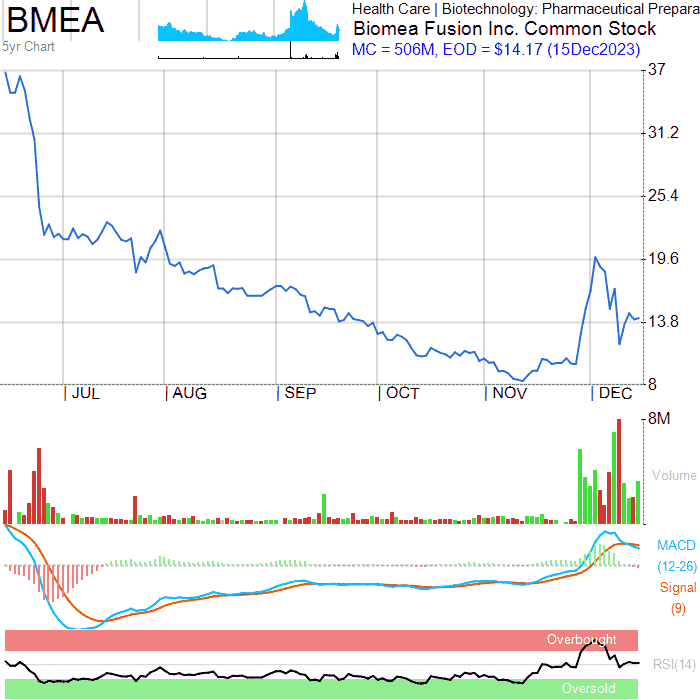 BMEA
5yr Chart
Health Care | Biotechnology: Pharmaceutical Prepara
Biomea Fusion Inc. Common Stock
MC = 506M, EOD = $14.17 (15Dec2023)
37
31.2
25.4
19.6
13.8
8
JUL AUG SEP OCT NOV DEC
8M
Volume
MACD
(12-26)
Signal
(9)
Overbought
RSI(14)
Oversold